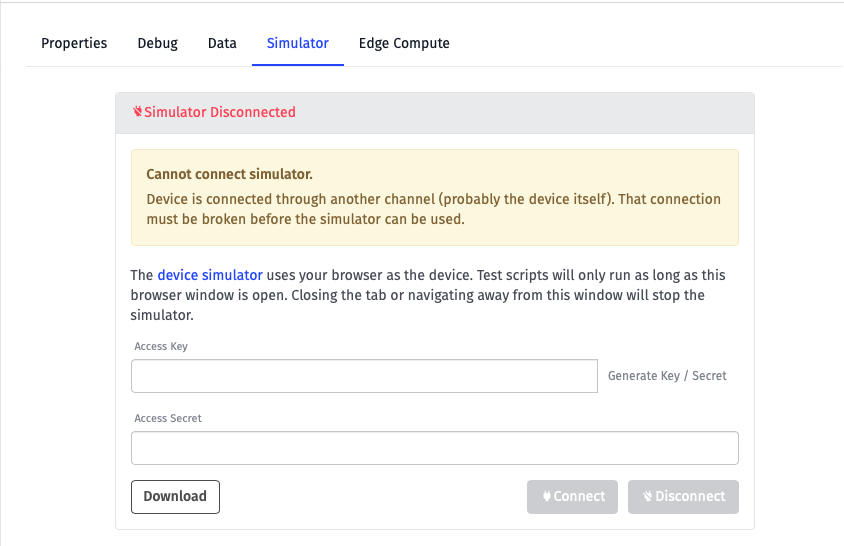 Properties Debug Data Simulator Edge Compute
Simulator Disconnected
Cannot connect simulator.
Device is connected through another channel (probably the device itself). That connection
must be broken before the simulator can be used.
The device simulator uses your browser as the device. Test scripts will only run as long as this
browser window is open. Closing the tab or navigating away from this window will stop the
simulator.
Access Key
Generate Key / Secret
Access Secret
Download Connect Disconnect